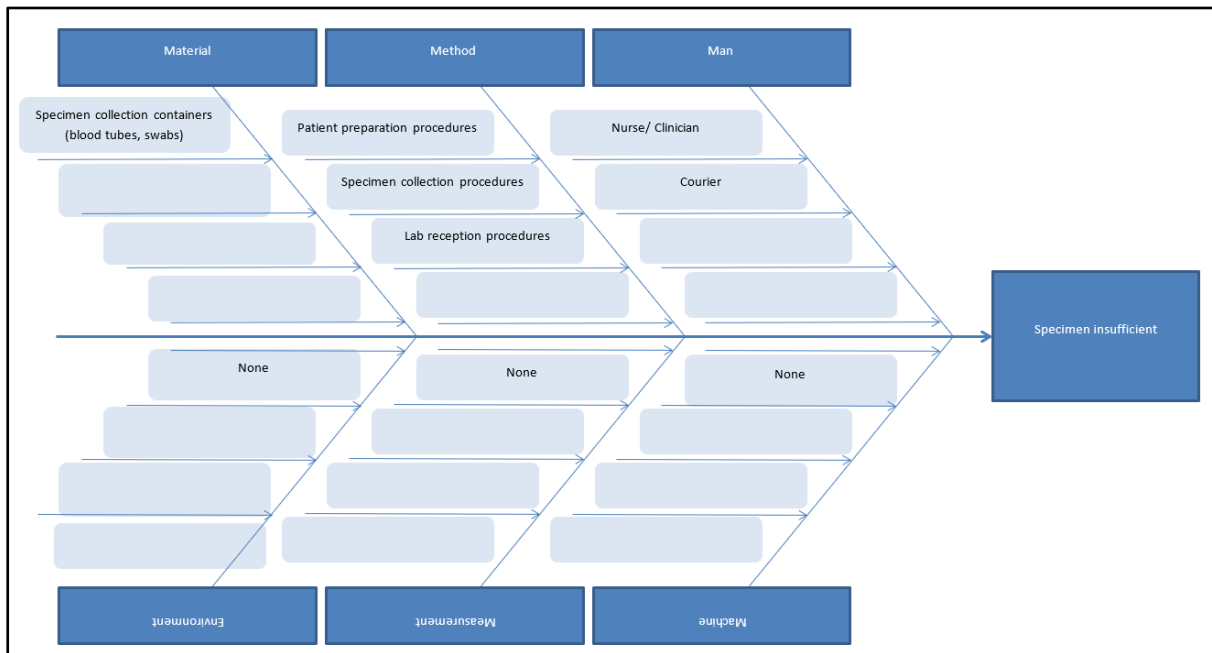 Material
Method
Man
Specimen collection containers
(blood tubes, swabs)
Patient preparation procedures
Nurse/ Clinician
Specimen collection procedures
Courier
Lab reception procedures
Specimen insufficient
None
None
None
Environment
Measurement
Machine